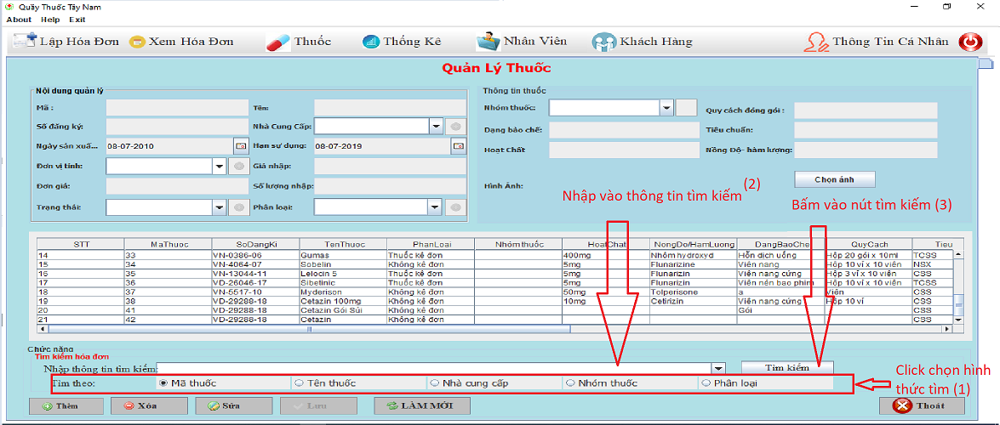 Quầy Thuốc Tây Nam
About Help Exit
Lập Hóa Đơn Xem Hóa Đơn Thuốc Thống Kê Nhân Viên Khách Hàng Thông Tin Cá Nhân
Quản Lý Thuốc
Nội dung quản lý
Thông tin thuốc
Mã : Tên: Nhóm thuốc: Quy cách đóng gói :
Số đăng ký: Nhà Cung Cấp: Dạng bào chế: Tiêu chuẩn:
Ngày sản xuấ... 08-07-2010 Hạn sự dụng: 08-07-2019 Hoạt Chất Nồng Độ- hàm lượng:
Đơn vị tính: Giá nhập:
Đơn giá: Số lượng nhập: Hình Ảnh: Chọn ảnh
Trạng thái: Phân loại:
Nhập vào thông tin tìm kiếm (2)
Bấm vào nút tìm kiếm (3)
STT MaThuoc SoDangKi TenThuoc PhanLoai Nhóm thuốc HoatChat NongDo/HamLuong DangBaoChe QuyCach Tieu
14 33 VN-0386-06 Gumas Thuốc kê đơn 400mg Nhôm hydroxyd Hỗn dịch uống Hộp 20 gói x 10ml TCSS
15 34 VN-4064-07 Sobelin Không kê đơn 5mg Flunarizine Viên nang Hộp 10 vỉ x 10 viên NSX
16 35 VN-13044-11 Lelocin 5 Thuốc kê đơn 5mg Flunarizin Viên nang cứng Hộp 3 vỉ x 10 viên CSS
17 36 VD-26046-17 Sibetinic Thuốc kê đơn 5mg Flunarizine Viên nén bao phim Hộp 10 vỉ x 10 viên TCSS
18 37 VN-5517-10 Myderison Không kê đơn 50mg Tolperisone a Viên CSS
19 38 VD-29288-18 Cetazin 100mg Không kê đơn 10mg Cetirizin Viên nang cứng Hộp 10 vỉ CSS
20 41 VD-29288-18 Cetazin Gói Sủi Không kê đơn Gói CSS
21 42 VD-29288-18 Cetazin Không kê đơn CSS
Chức năng
Tìm kiếm hóa đơn
Nhập thông tin tìm kiếm: Tìm kiếm
Tìm theo: Mã thuốc Tên thuốc Nhà cung cấp Nhóm thuốc Phân loại
Click chọn hình
thức tìm (1)
Thêm Xóa Sửa Lưu LÀM MỚI Thoát